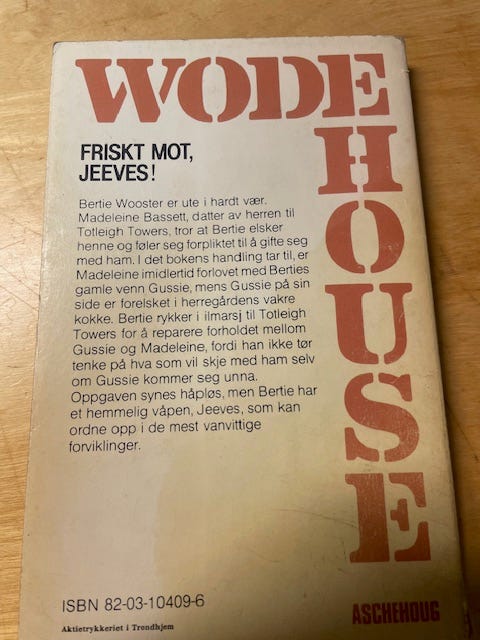 WODEHOUSE
FRISKT MOT,
JEEVES!
Bertie Wooster er ute i hardt vær.
Madeleine Bassett, datter av herren til
Totleigh Towers, tror at Bertie elsker
henne og føler seg forpliktet til å gifte seg
med ham. I det bokens handling tar til, er
Madeleine imidlertid forlovet med Berties
gamle venn Gussie, mens Gussie på sin
side er forelsket i herregårdens vakre
kokke. Bertie rykker i ilmarsj til Totleigh
Towers for å reparere forholdet mellom
Gussie og Madeleine, fordi han ikke tør
tenke på hva som vil skje med ham selv
om Gussie kommer seg unna.
Oppgaven synes håpløs, men Bertie har
et hemmelig våpen, Jeeves, som kan
ordne opp i de mest vanvittige
forviklinger.
ISBN 82-03-10409-6
Aktietrykkeriet i Trondhjem
ASCHEHOUG